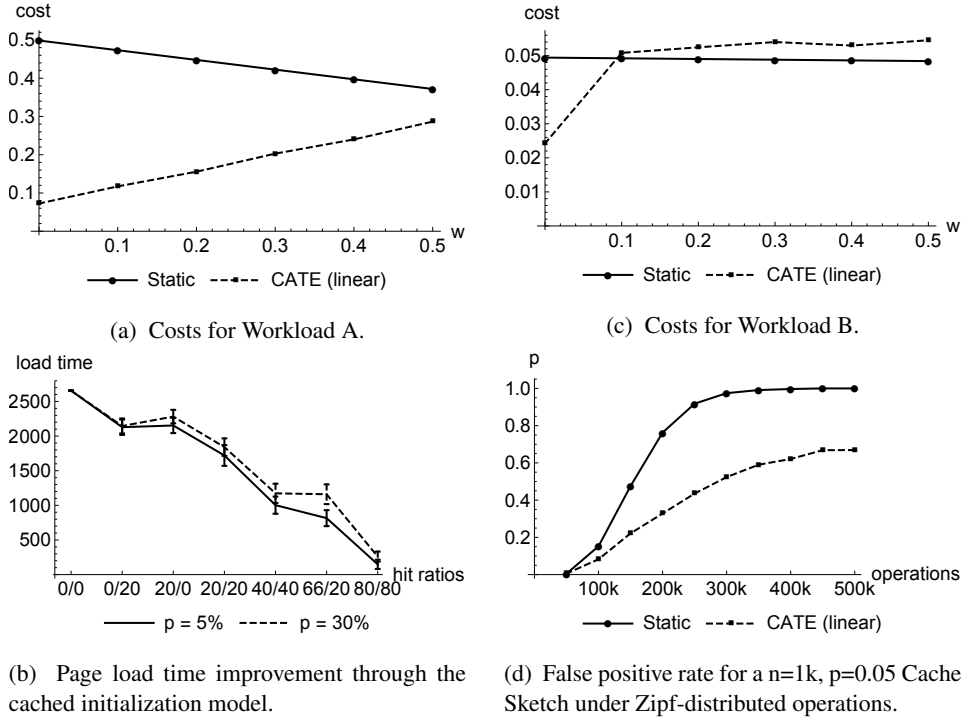 cost
0.5
0.4
0.3
0.2
0.1
0.1 0.2 0.3 0.4 0.5 w
Static CATE (linear)
(a) Costs for Workload A.
cost
0.05
0.04
0.03
0.02
0.01
0.1 0.2 0.3 0.4 0.5 w
Static CATE (linear)
(c) Costs for Workload B.
load time
2500
2000
1500
1000
500
hit ratios
0/0 0/20 20/0 20/20 40/40 66/20 80/80
p = 5% p = 30%
(b) Page load time improvement through the
cached initialization model.
p
1.0
0.8
0.6
0.4
0.2
operations
100k 200k 300k 400k 500k
Static CATE (linear)
(d) False positive rate for a n=1k, p=0.05 Cache
Sketch under Zipf-distributed operations.